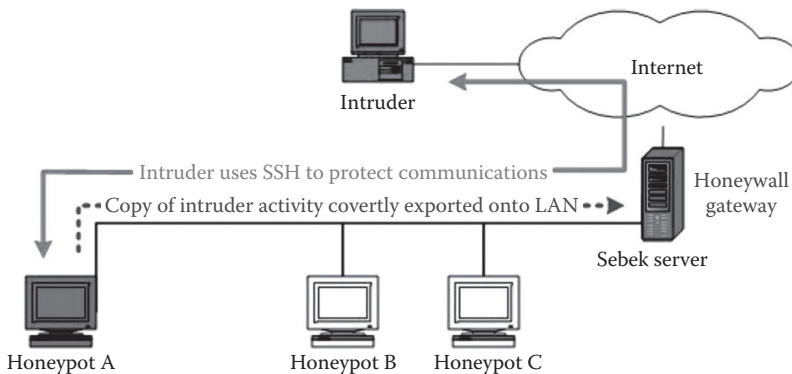 Internet
Intruder
Intruder uses SSH to protect communications
Honeywall
gateway
Copy of intruder activity covertly exported onto LAN
Sebek server
Honeypot A
Honeypot B
Honeypot C